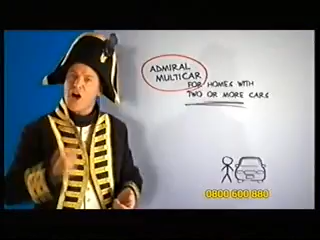 ADMIRAL
MULTICAR
FOR HOMES WITH
TWO OR MORE CARS
0800 600 880